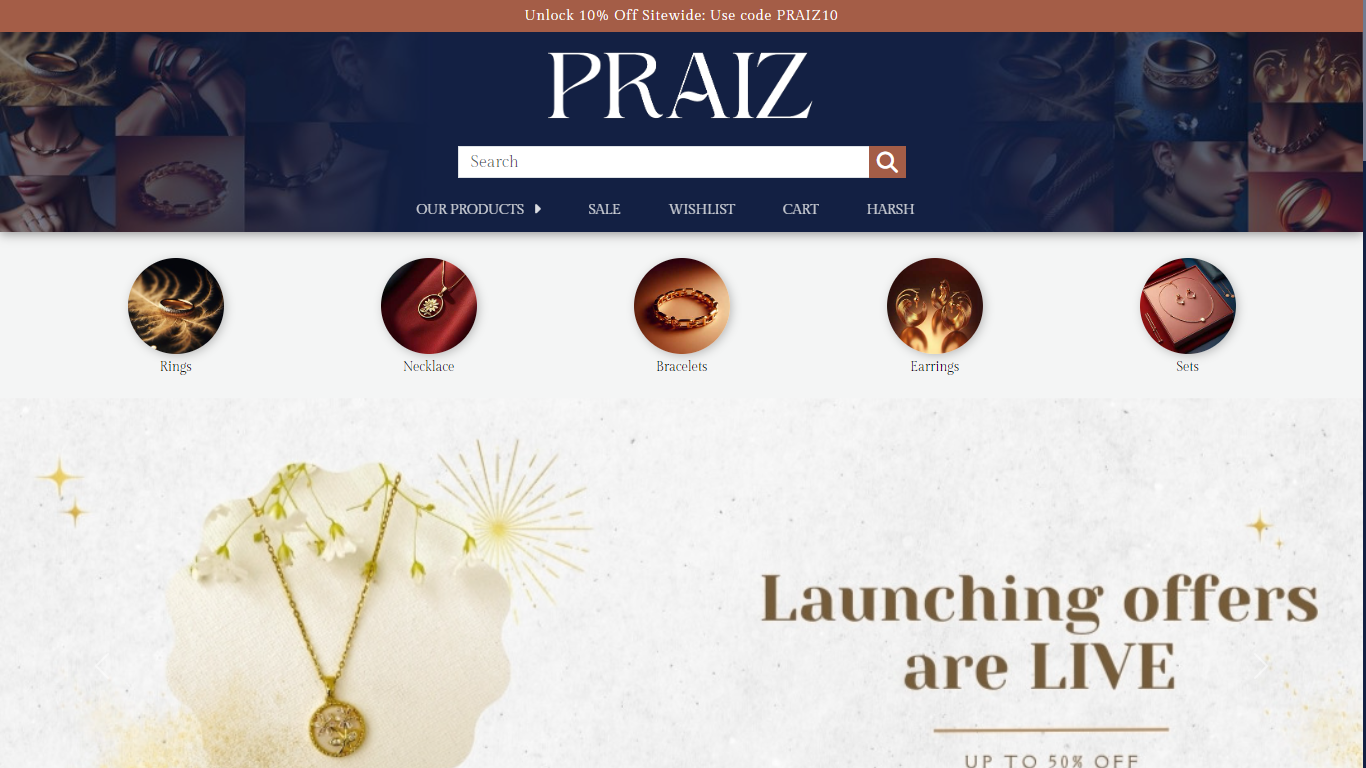 Unlock 10% Off Sitewide: Use code PRAIZ10
PRAIZ
Search
OUR PRODUCTS SALE WISHLIST CART HARSH
Rings Necklace Bracelets Earrings Sets
Launching offers
are LIVE
UP TO 50% OFF